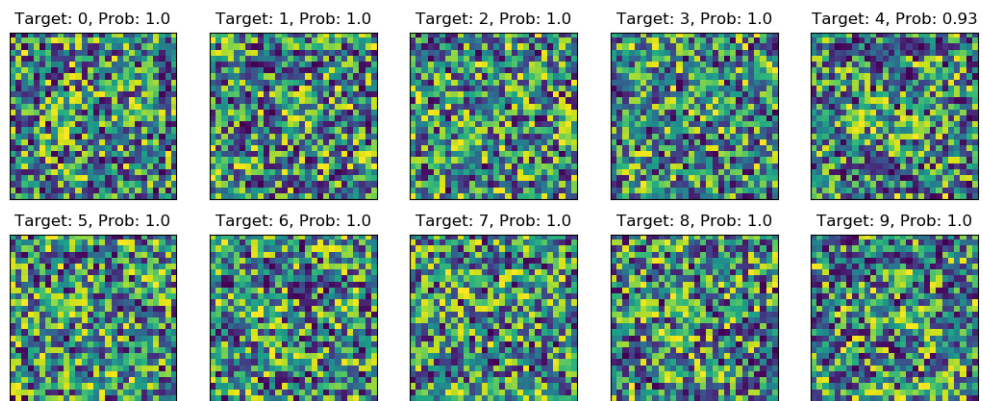 Target: 0, Prob: 1.0
Target: 1, Prob: 1.0
Target: 2, Prob: 1.0
Target: 3, Prob: 1.0
Target: 4, Prob: 0.93
Target: 5, Prob: 1.0
Target: 6, Prob: 1.0
Target: 7, Prob: 1.0
Target: 8, Prob: 1.0
Target: 9, Prob: 1.0